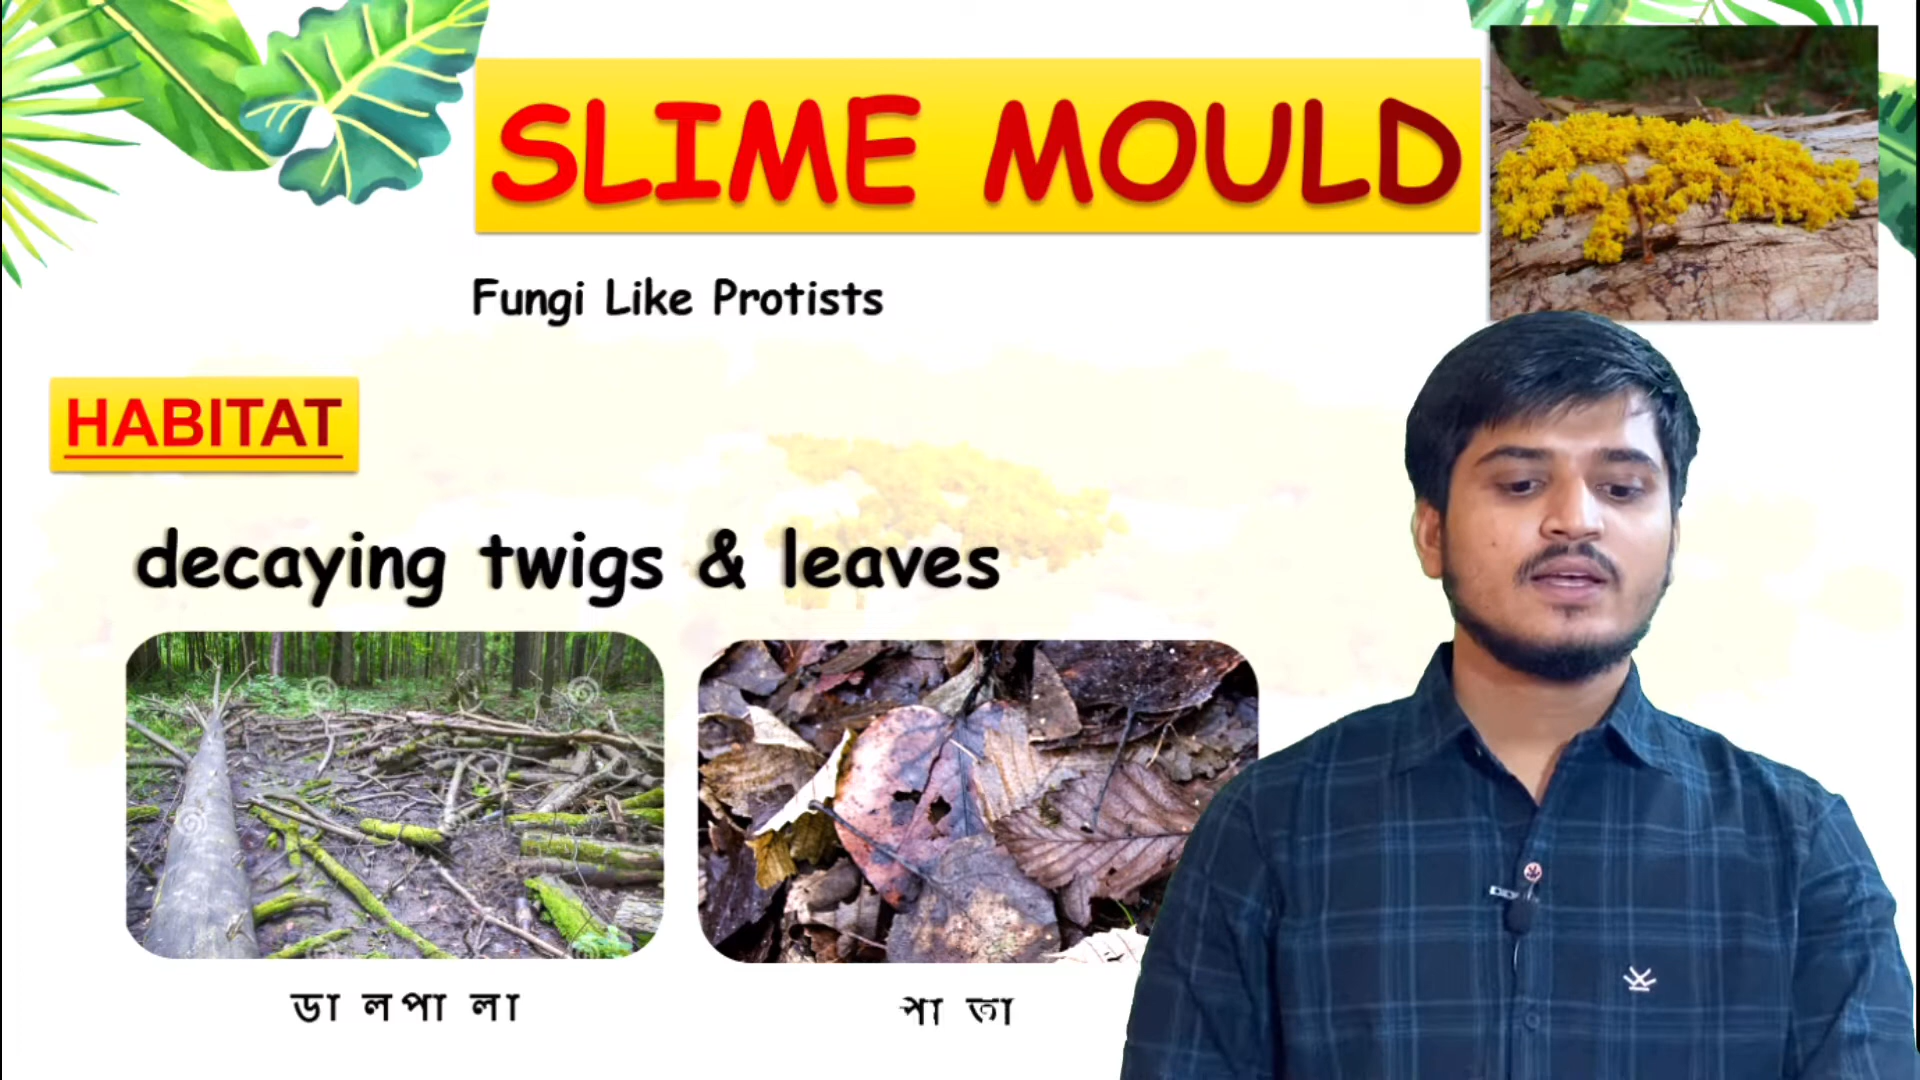 SLIME MOULD
Fungi Like Protists
HABITAT
decaying twigs & leaves
ডালপালা
পাতা